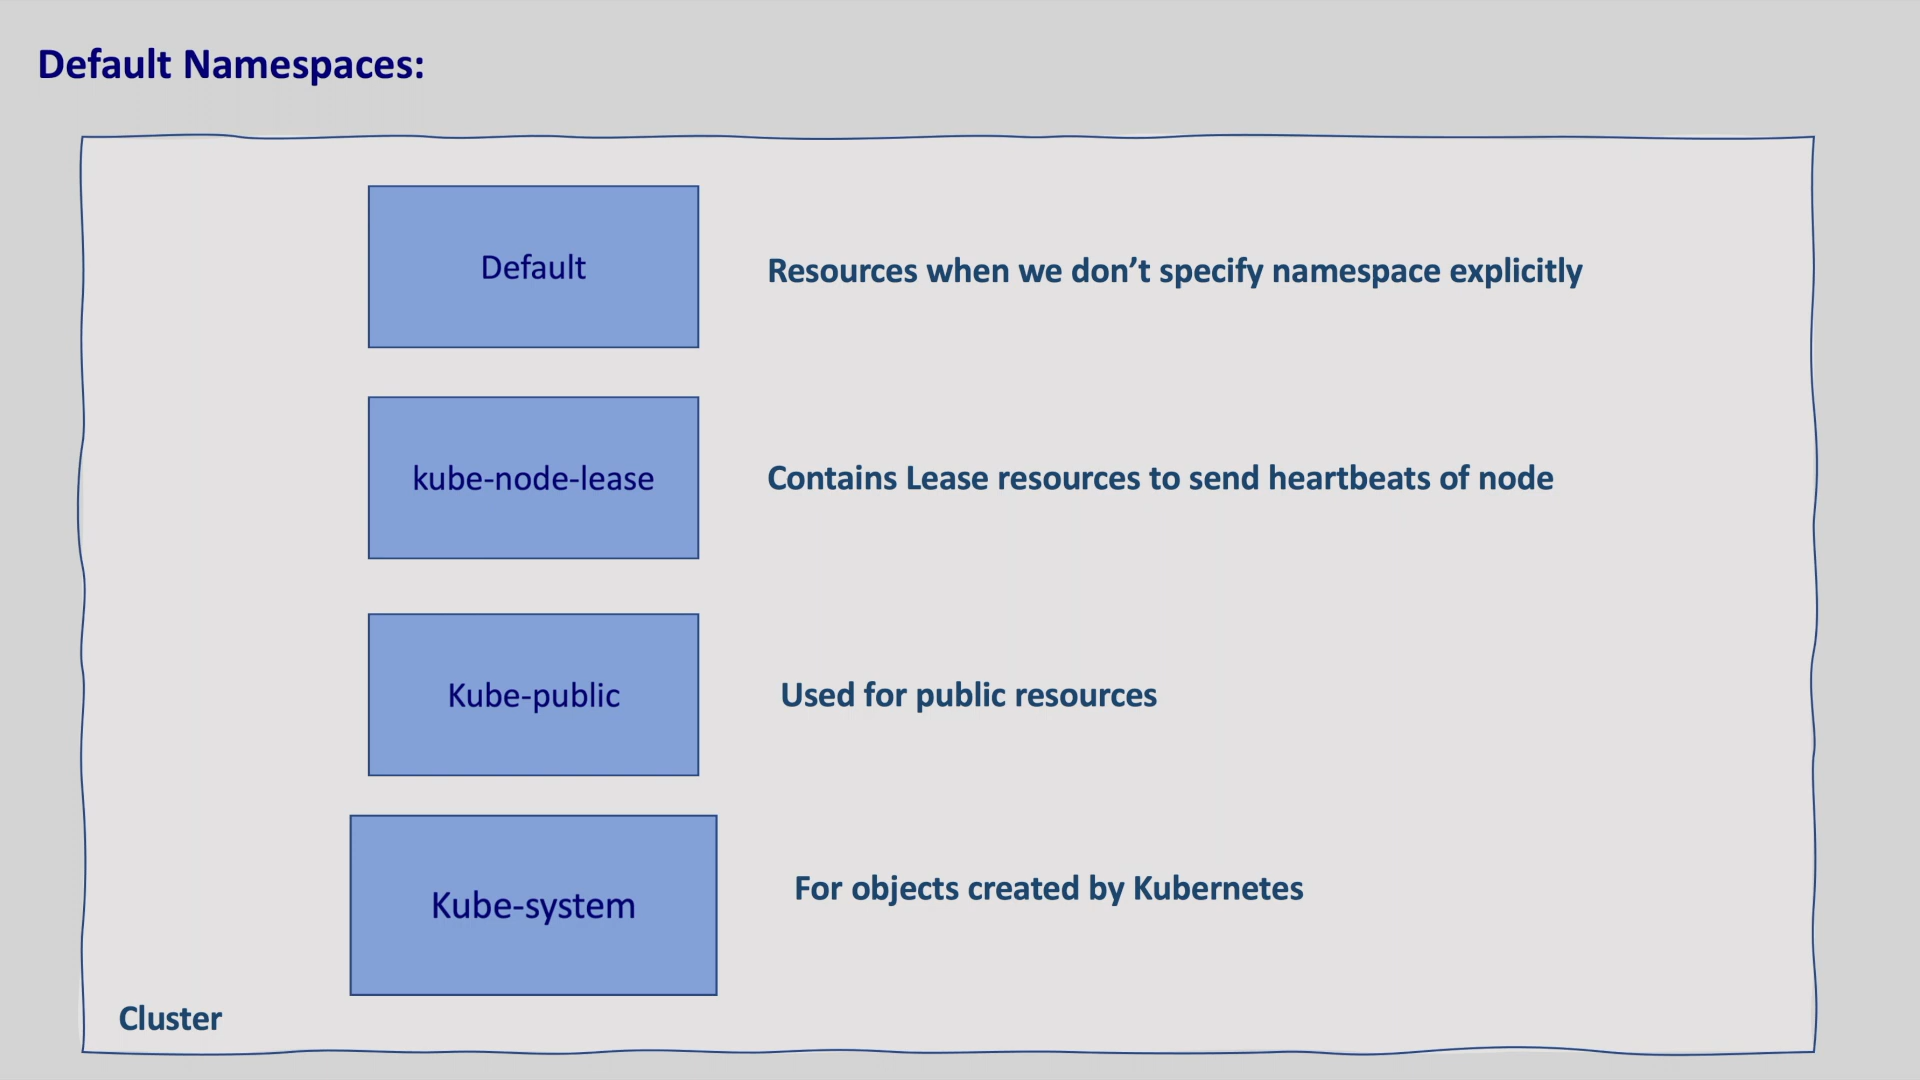 Default Namespaces:
Default
Resources when we don’t specify namespace explicitly
kube-node-lease
Contains Lease resources to send heartbeats of node
Kube-public
Used for public resources
Kube-system
For objects created by Kubernetes
Cluster